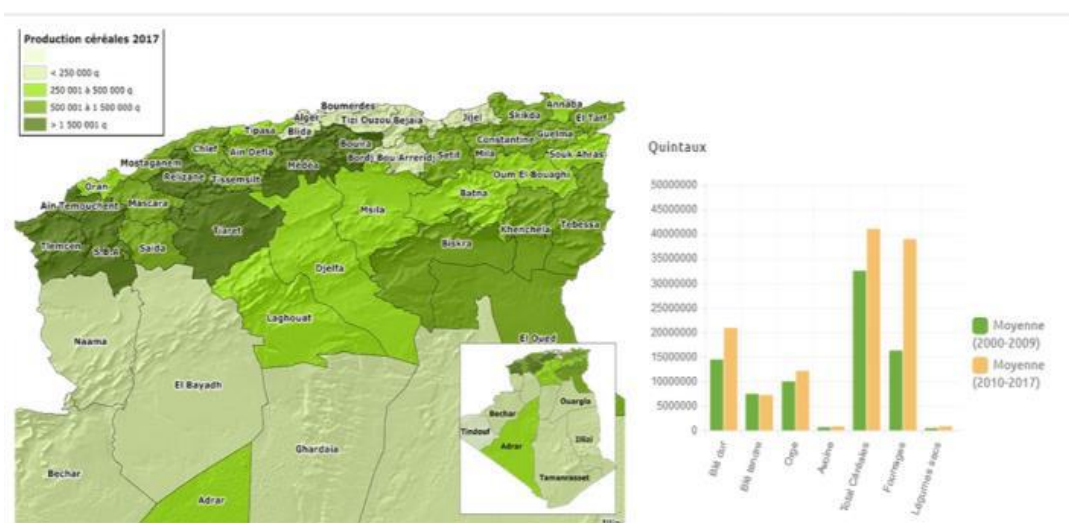 Production céréales 2017
< 250 000 q
250 001 à 500 000 q
500 001 à 1 500 000 q
> 1 500 001 q
Boumerdes
Alger
Tizi Ouzou
Bejaia
Jijel
Skikda
Annaba
El Tarf
Tipasa
Blida
Bouira
Constantine
Guelma
Chlef
Ain Defla
Medea
Bordj Bou Arreridj
Setif
Mila
Souk Ahras
Mostaganem
Relizane
Tissemsilt
Oum El Bouaghi
Oran
Batna
Ain Temouchent
Mascara
Msila
Khenchela
Tebessa
Tlemcen
S.B.A
Saida
Tiaret
Biskra
Djelfa
Laghouat
Naama
El Oued
El Bayadh
Ghardaia
Bechar
Adrar
Bechar
Ouargla
Tindouf
Adrar
Illizi
Tamanrasset
Quintaux
50000000
45000000
40000000
35000000
30000000
25000000
20000000
15000000
10000000
5000000
0
Blé dur
Blé tendre
Orge
Avoine
Total Céréales
Fourrages
Légumes secs
Moyenne
(2000-2009)
Moyenne
(2010-2017)